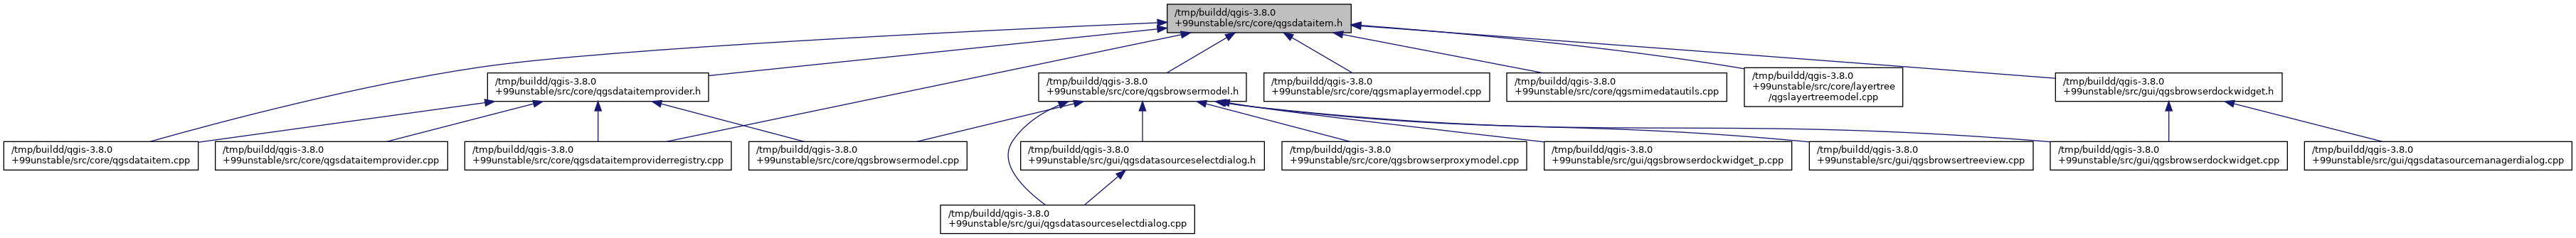 /tmp/buildd/qgis-3.8.0
+99unstable/src/core/qgsdataitem.h
/tmp/buildd/qgis-3.8.0
+99unstable/src/core/qgsdataitemprovider.h
/tmp/buildd/qgis-3.8.0
+99unstable/src/core/qgsbrowsermodel.h
/tmp/buildd/qgis-3.8.0
+99unstable/src/core/qgsmaplayermodel.cpp
/tmp/buildd/qgis-3.8.0
+99unstable/src/core/qgsmimedatautils.cpp
/tmp/buildd/qgis-3.8.0
+99unstable/src/core/layertree
/qgslayertreemodel.cpp
/tmp/buildd/qgis-3.8.0
+99unstable/src/gui/qgsbrowserdockwidget.h
/tmp/buildd/qgis-3.8.0
+99unstable/src/core/qgsdataitem.cpp
/tmp/buildd/qgis-3.8.0
+99unstable/src/core/qgsdataitemprovider.cpp
/tmp/buildd/qgis-3.8.0
+99unstable/src/core/qgsdataitemproviderregistry.cpp
/tmp/buildd/qgis-3.8.0
+99unstable/src/core/qgsbrowsermodel.cpp
/tmp/buildd/qgis-3.8.0
+99unstable/src/gui/qgsdatasourceselectdialog.h
/tmp/buildd/qgis-3.8.0
+99unstable/src/core/qgsbrowserproxymodel.cpp
/tmp/buildd/qgis-3.8.0
+99unstable/src/gui/qgsbrowserdockwidget_p.cpp
/tmp/buildd/qgis-3.8.0
+99unstable/src/gui/qgsbrowsertreeview.cpp
/tmp/buildd/qgis-3.8.0
+99unstable/src/gui/qgsbrowserdockwidget.cpp
/tmp/buildd/qgis-3.8.0
+99unstable/src/gui/qgsdatasourcemanagerdialog.cpp
/tmp/buildd/qgis-3.8.0
+99unstable/src/gui/qgsdatasourceselectdialog.cpp